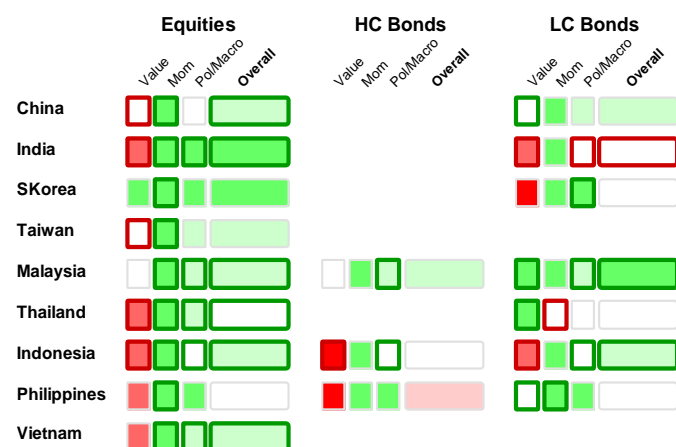 Equities HC Bonds LC Bonds
Value Mom Pol/Macro Overall Value Mom Pol/Macro Overall Value Mom Pol/Macro Overall
China
India
SKorea
Taiwan
Malaysia
Thailand
Indonesia
Philippines
Vietnam